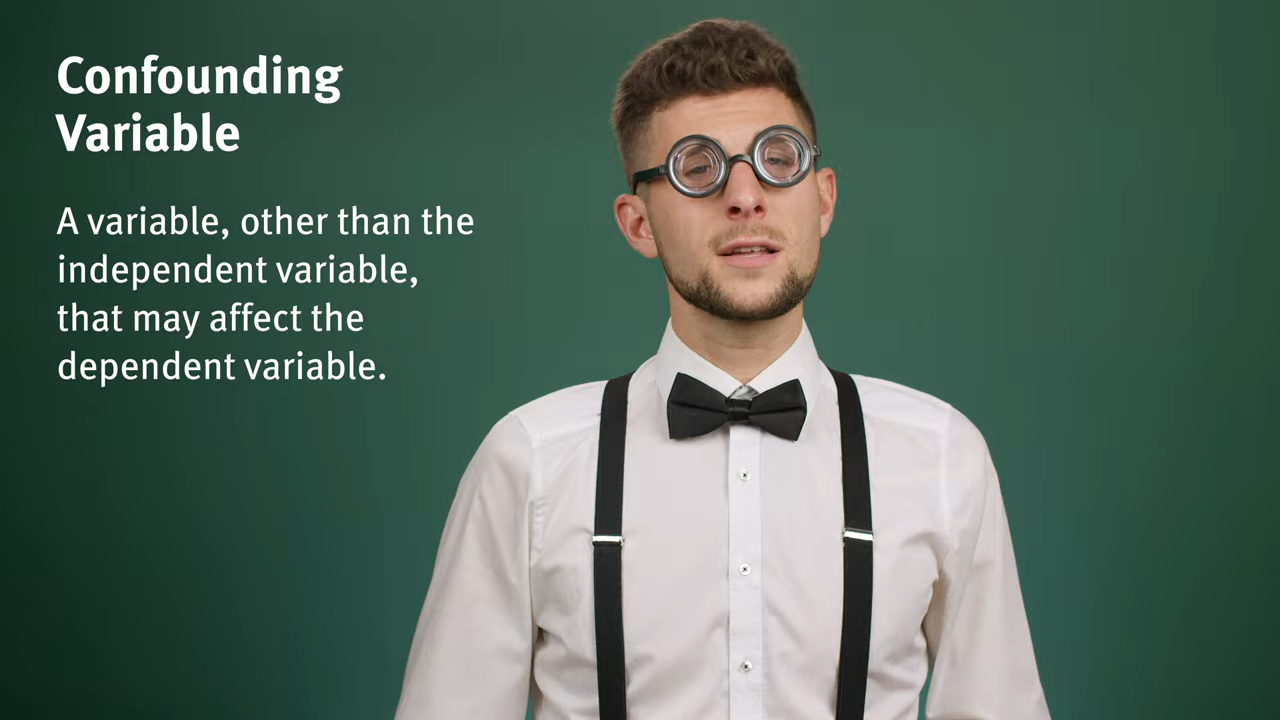 Confounding
Variable
A variable, other than the
independent variable,
that may affect the
dependent variable.